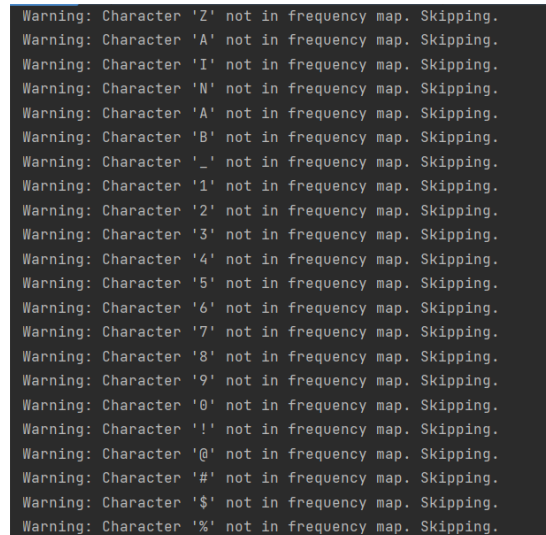 Warning: Character 'Z' not in frequency map. Skipping.
Warning: Character 'A' not in frequency map. Skipping.
Warning: Character 'I' not in frequency map. Skipping.
Warning: Character 'N' not in frequency map. Skipping.
Warning: Character 'A' not in frequency map. Skipping.
Warning: Character 'B' not in frequency map. Skipping.
Warning: Character '_' not in frequency map. Skipping.
Warning: Character '1' not in frequency map. Skipping.
Warning: Character '2' not in frequency map. Skipping.
Warning: Character '3' not in frequency map. Skipping.
Warning: Character '4' not in frequency map. Skipping.
Warning: Character '5' not in frequency map. Skipping.
Warning: Character '6' not in frequency map. Skipping.
Warning: Character '7' not in frequency map. Skipping.
Warning: Character '8' not in frequency map. Skipping.
Warning: Character '9' not in frequency map. Skipping.
Warning: Character '0' not in frequency map. Skipping.
Warning: Character '!' not in frequency map. Skipping.
Warning: Character '@' not in frequency map. Skipping.
Warning: Character '#' not in frequency map. Skipping.
Warning: Character '$' not in frequency map. Skipping.
Warning: Character '%' not in frequency map. Skipping.